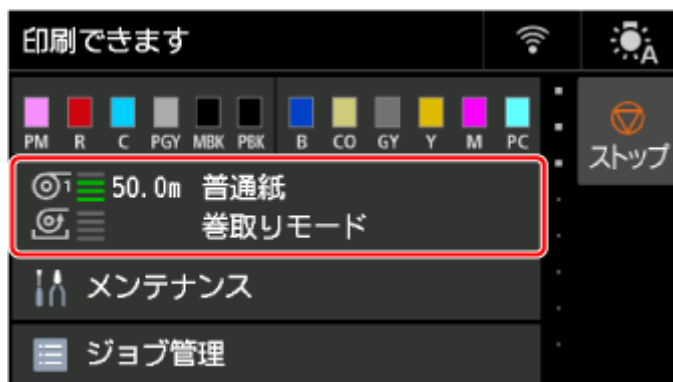 印刷できます
A
PM R C PGY MBK PBK B CO GY Y M PC
ストップ
1 50.0m 普通紙
巻取りモード
メンテナンス
ジョブ管理